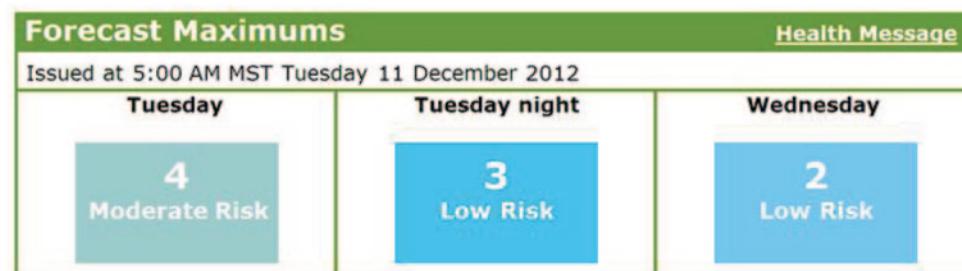 Forecast Maximums Health Message
Issued at 5:00 AM MST Tuesday 11 December 2012
Tuesday Tuesday night Wednesday
4 3 2
Moderate Risk Low Risk Low Risk